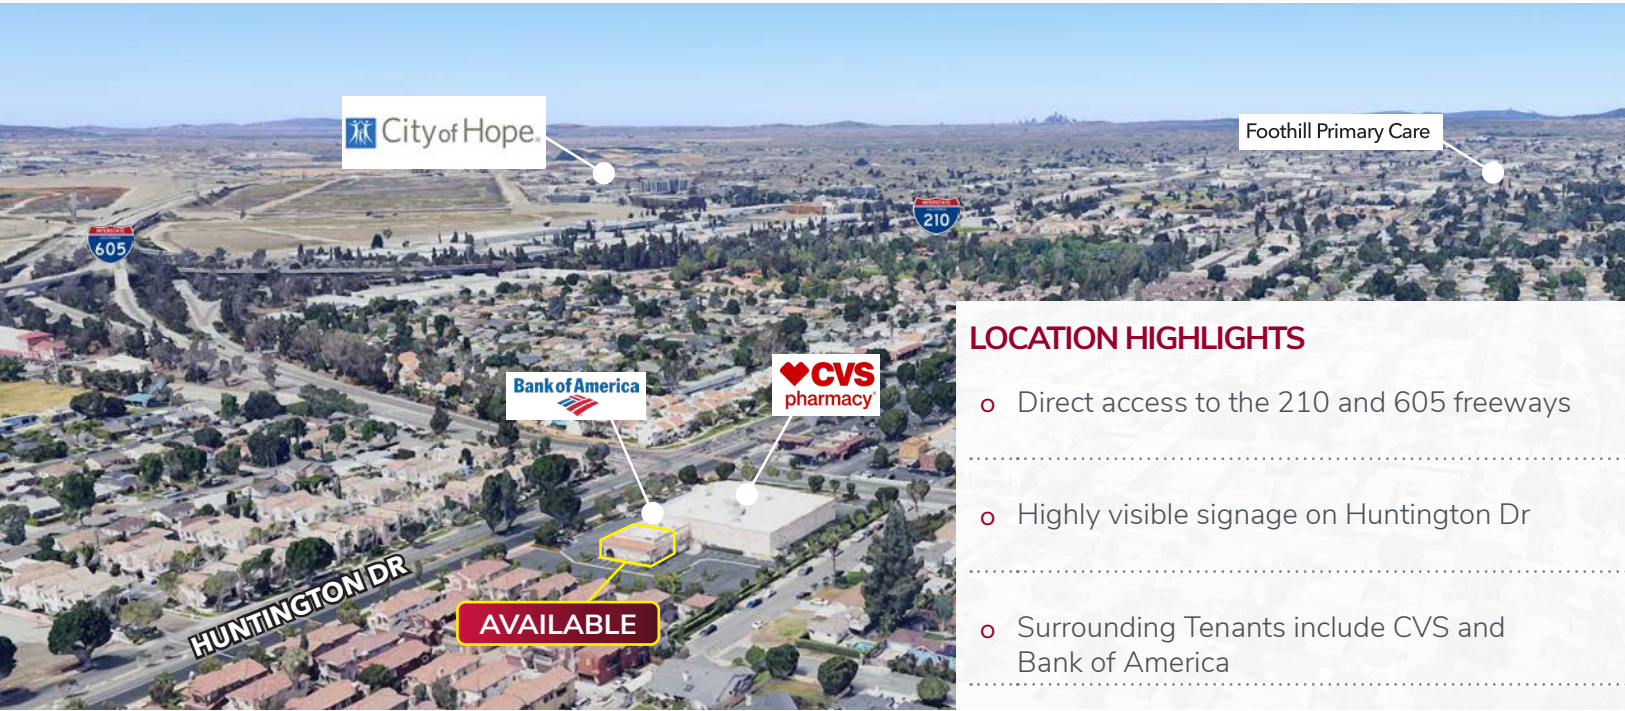 City of Hope®
Foothill Primary Care
INTERSTATE
605
INTERSTATE
210
Bank of America
CVS
pharmacy®
HUNTINGTON DR
AVAILABLE
LOCATION HIGHLIGHTS
o Direct access to the 210 and 605 freeways
o Highly visible signage on Huntington Dr
o Surrounding Tenants include CVS and
Bank of America